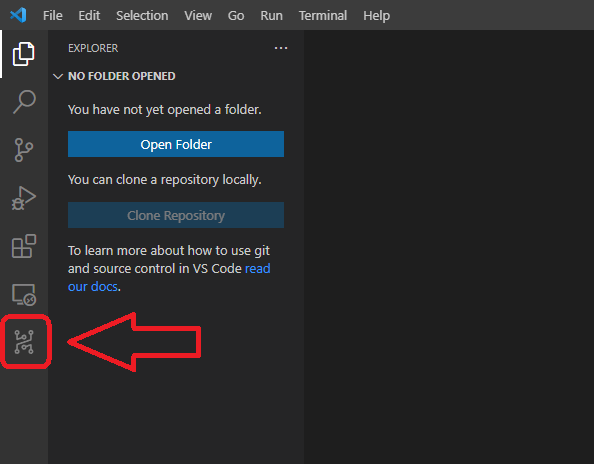 File Edit Selection View Go Run Terminal Help
EXPLORER
NO FOLDER OPENED
You have not yet opened a folder.
Open Folder
You can clone a repository locally.
Clone Repository
To learn more about how to use git
and source control in VS Code read
our docs.